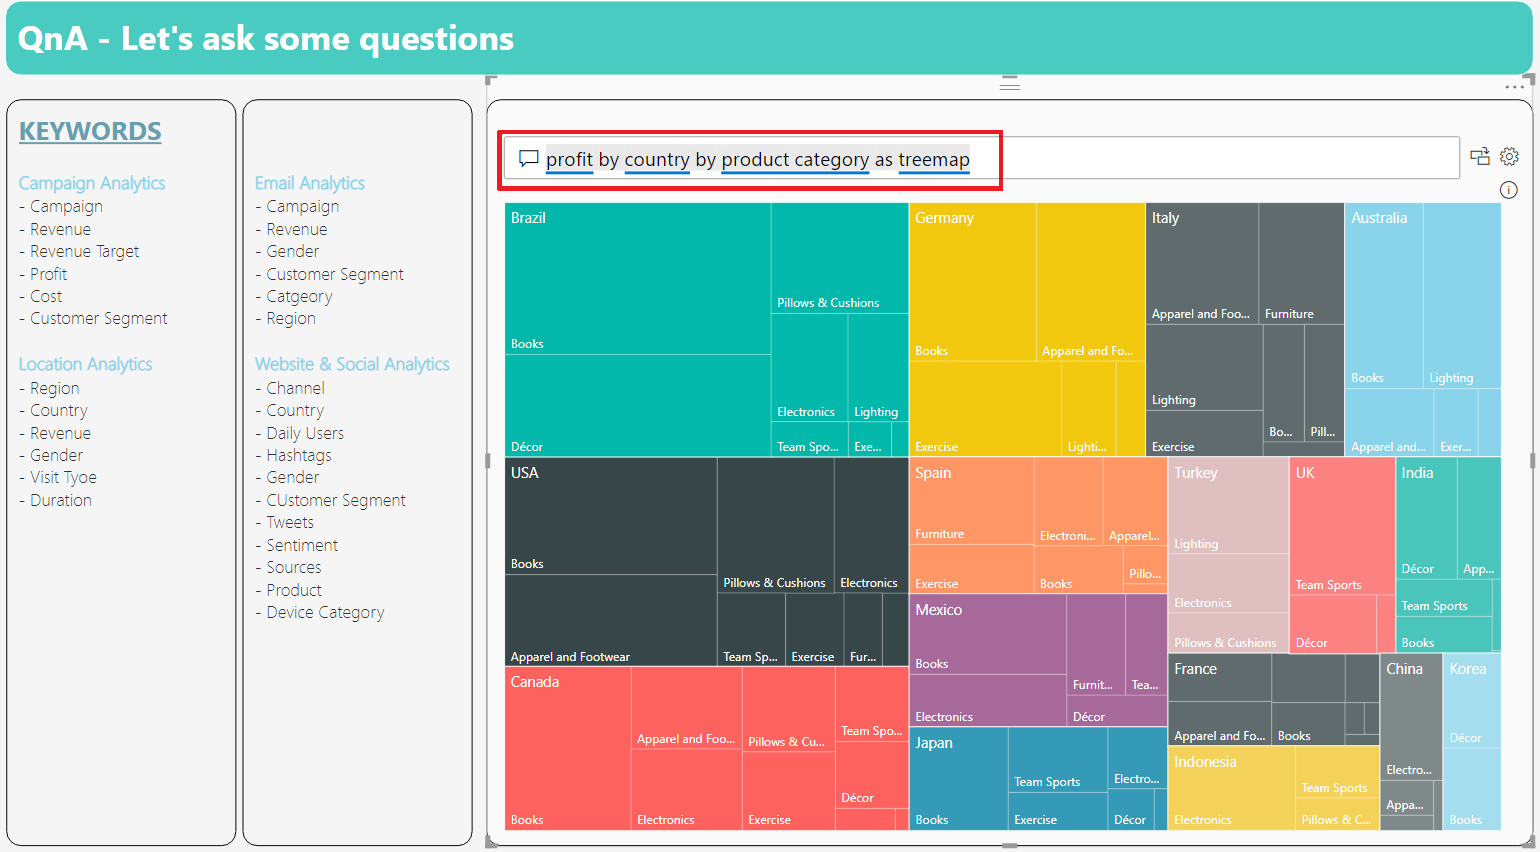 QnA - Let's ask some questions
KEYWORDS
Campaign Analytics
- Campaign
- Revenue
- Revenue Target
- Profit
- Cost
- Customer Segment
Location Analytics
- Region
- Country
- Revenue
- Gender
- Visit Tyoe
- Duration
Email Analytics
- Campaign
- Revenue
- Gender
- Customer Segment
- Catgeory
- Region
Website & Social Analytics
- Channel
- Country
- Daily Users
- Hashtags
- Gender
- CUstomer Segment
- Tweets
- Sentiment
- Sources
- Product
- Device Category
profit by country by product category as treemap
Brazil
Pillows & Cushions
Books
Electronics
Lighting
Décor
Team Spo...
Exe...
Germany
Books
Apparel and Fo...
Exercise
Lighti...
Italy
Apparel and Foo...
Furniture
Lighting
Bo...
Pill...
Exercise
Australia
Books
Lighting
Apparel and...
Exer...
USA
Books
Pillows & Cushions
Electronics
Apparel and Footwear
Team Sp...
Exercise
Fur...
Spain
Furniture
Electroni...
Apparel...
Exercise
Books
Pillo...
Turkey
Lighting
Electronics
Pillows & Cushions
UK
Team Sports
Décor
India
Décor
App...
Team Sports
Books
Mexico
Books
Furnit...
Tea...
Electronics
Décor
Canada
Apparel and Foo...
Pillows & Cu...
Team Spo...
Décor
Books
Electronics
Exercise
Japan
Team Sports
Electro...
Books
Exercise
Décor
France
Apparel and Fo...
Books
Indonesia
Team Sports
Electronics
Pillows & C...
China
Electro...
Appa...
Korea
Décor
Books